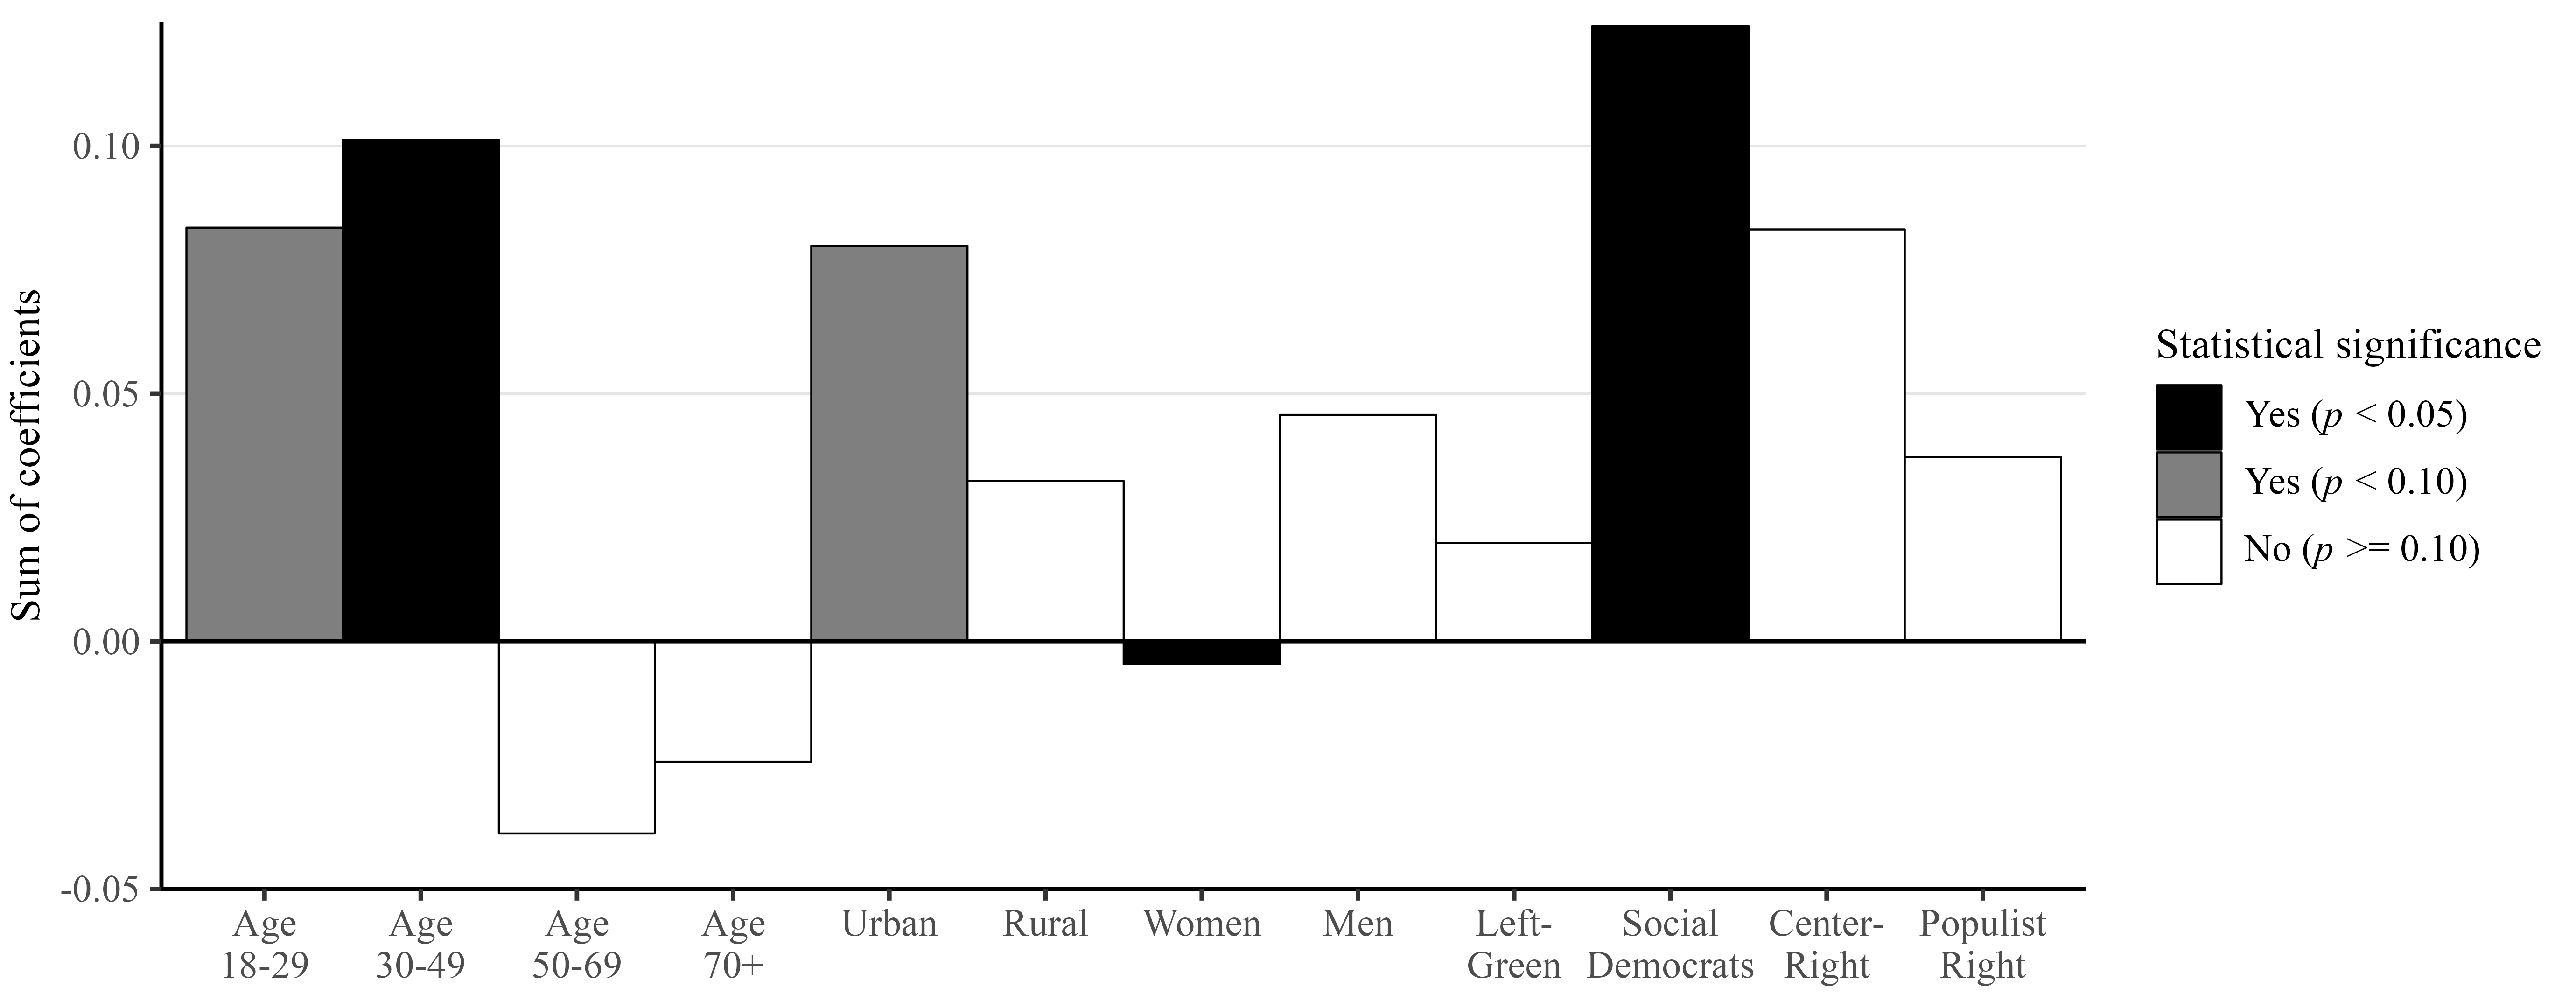 Sum of coefficients
0.10
0.05
0.00
-0.05
Age
18-29
Age
30-49
Age
50-69
Age
70+
Urban
Rural
Women
Men
Left-
Green
Social
Democrats
Center-
Right
Populist
Right
Statistical significance
Yes (p < 0.05)
Yes (p < 0.10)
No (p >= 0.10)